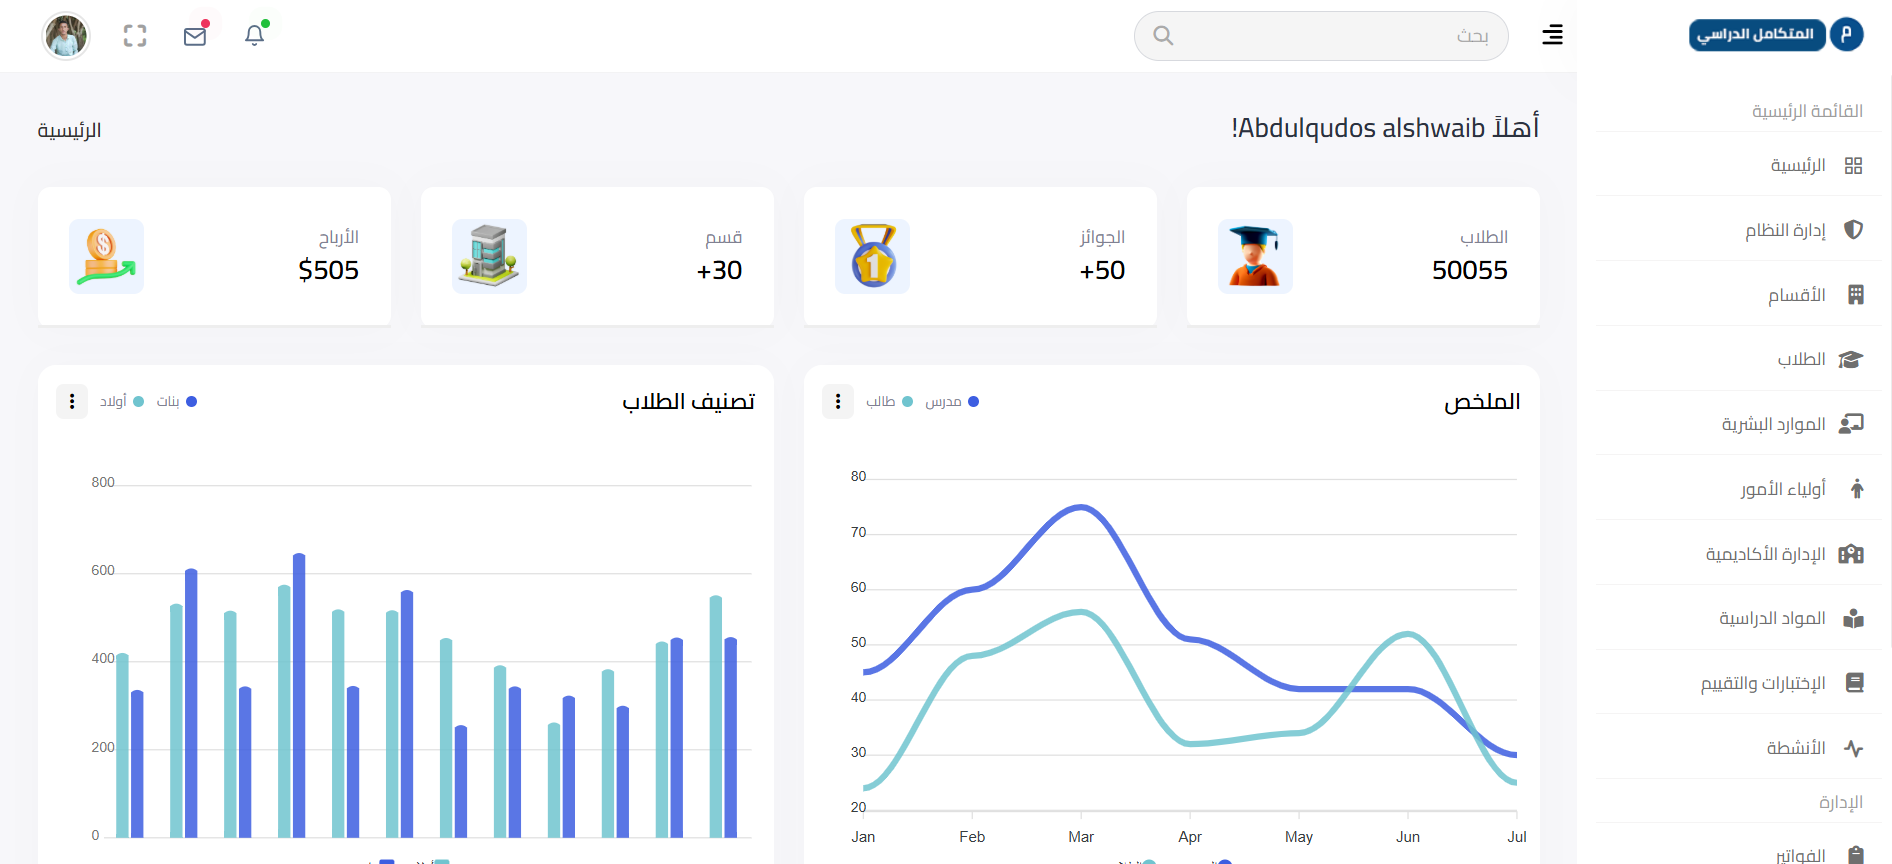 م المتكامل الدراسي
بحث
القائمة الرئيسية
الرئيسية
إدارة النظام
الأقسام
الطلاب
الموارد البشرية
أولياء الأمور
الإدارة الأكاديمية
المواد الدراسية
الإختبارات والتقييم
الأنشطة
الإدارة
الفواتير
أهلاً Abdulqudos alshwaib!
الرئيسية
الطلاب
50055
الجوائز
50+
قسم
30+
الأرباح
$505
الملخص
مدرس
طالب
80
70
60
50
40
30
20
Jan Feb Mar Apr May Jun Jul
تصنيف الطلاب
بنات
أولاد
800
600
400
200
0